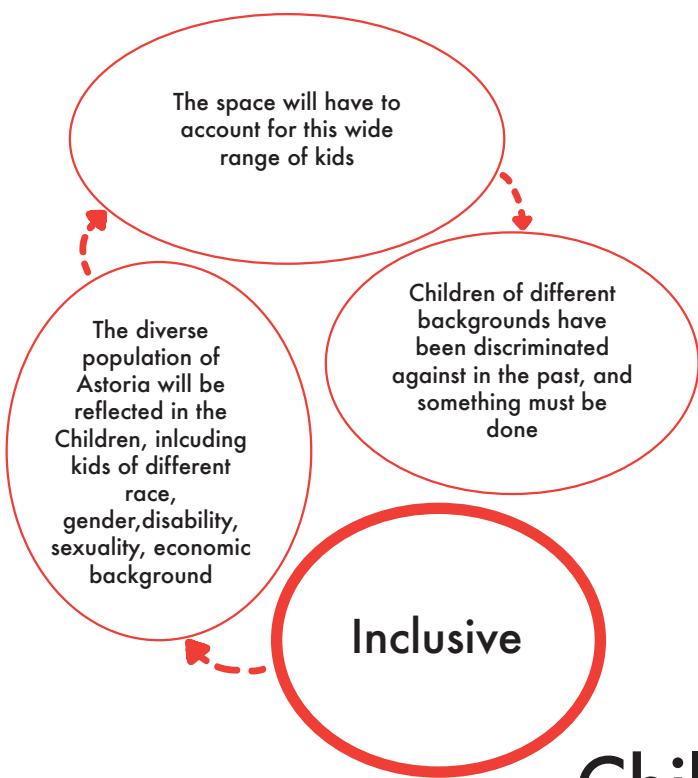 The space will have to
account for this wide
range of kids
Children of different
backgrounds have
been discriminated
against in the past, and
something must be
done
The diverse
population of
Astoria will be
reflected in the
Children, inlcuding
kids of different
race,
gender,disability,
sexuality, economic
background
Inclusive